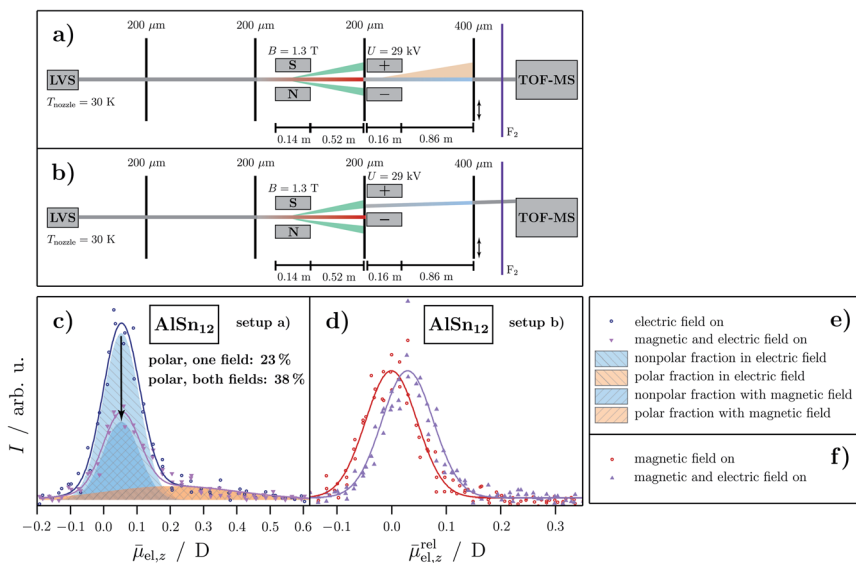 a)
200 μm
200 μm
200 μm
400 μm
B = 1.3 T
U = 29 kV
LVS
S
N
+
−
TOF-MS
T_nozzle = 30 K
F₂
0.14 m
0.52 m
0.16 m
0.86 m
b)
200 μm
200 μm
200 μm
400 μm
B = 1.3 T
U = 29 kV
LVS
S
N
+
−
TOF-MS
T_nozzle = 30 K
F₂
0.14 m
0.52 m
0.16 m
0.86 m
c)
AlSn₁₂ setup a)
polar, one field: 23 %
polar, both fields: 38 %
I / arb. u.
−0.2 −0.1 0.0 0.1 0.2 0.3 0.4 0.5 0.6
μ̄_el,z / D
d)
AlSn₁₂ setup b)
−0.1 0.0 0.1 0.2 0.3
μ̄_el,z^rel / D
e)
electric field on
magnetic and electric field on
nonpolar fraction in electric field
polar fraction in electric field
nonpolar fraction with magnetic field
polar fraction with magnetic field
f)
magnetic field on
magnetic and electric field on